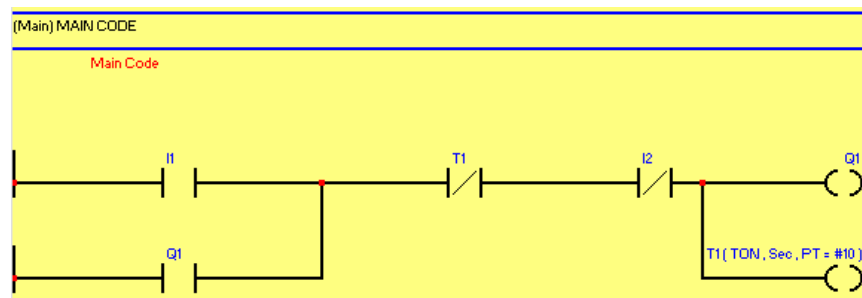 (Main) MAIN CODE
Main Code
I1 T1 I2 Q1
Q1 T1 ( TON , Sec , PT = #10 )